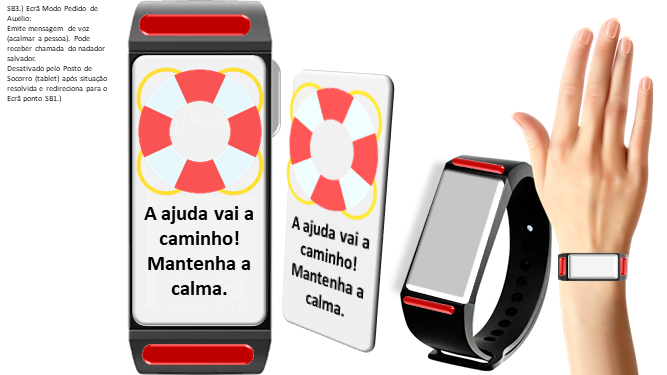 SB3.) Ecrã Modo Pedido de
Auxílio:
Emite mensagem de voz
(acalmar a pessoa). Pode
receber chamada do nadador
salvador.
Desativado pelo Posto de
Socorro (tablet) após situação
resolvida e redireciona para o
Ecrã ponto SB1.)
A ajuda vai a
caminho!
Mantenha a
calma.
A ajuda vai a
caminho!
Mantenha a
calma.